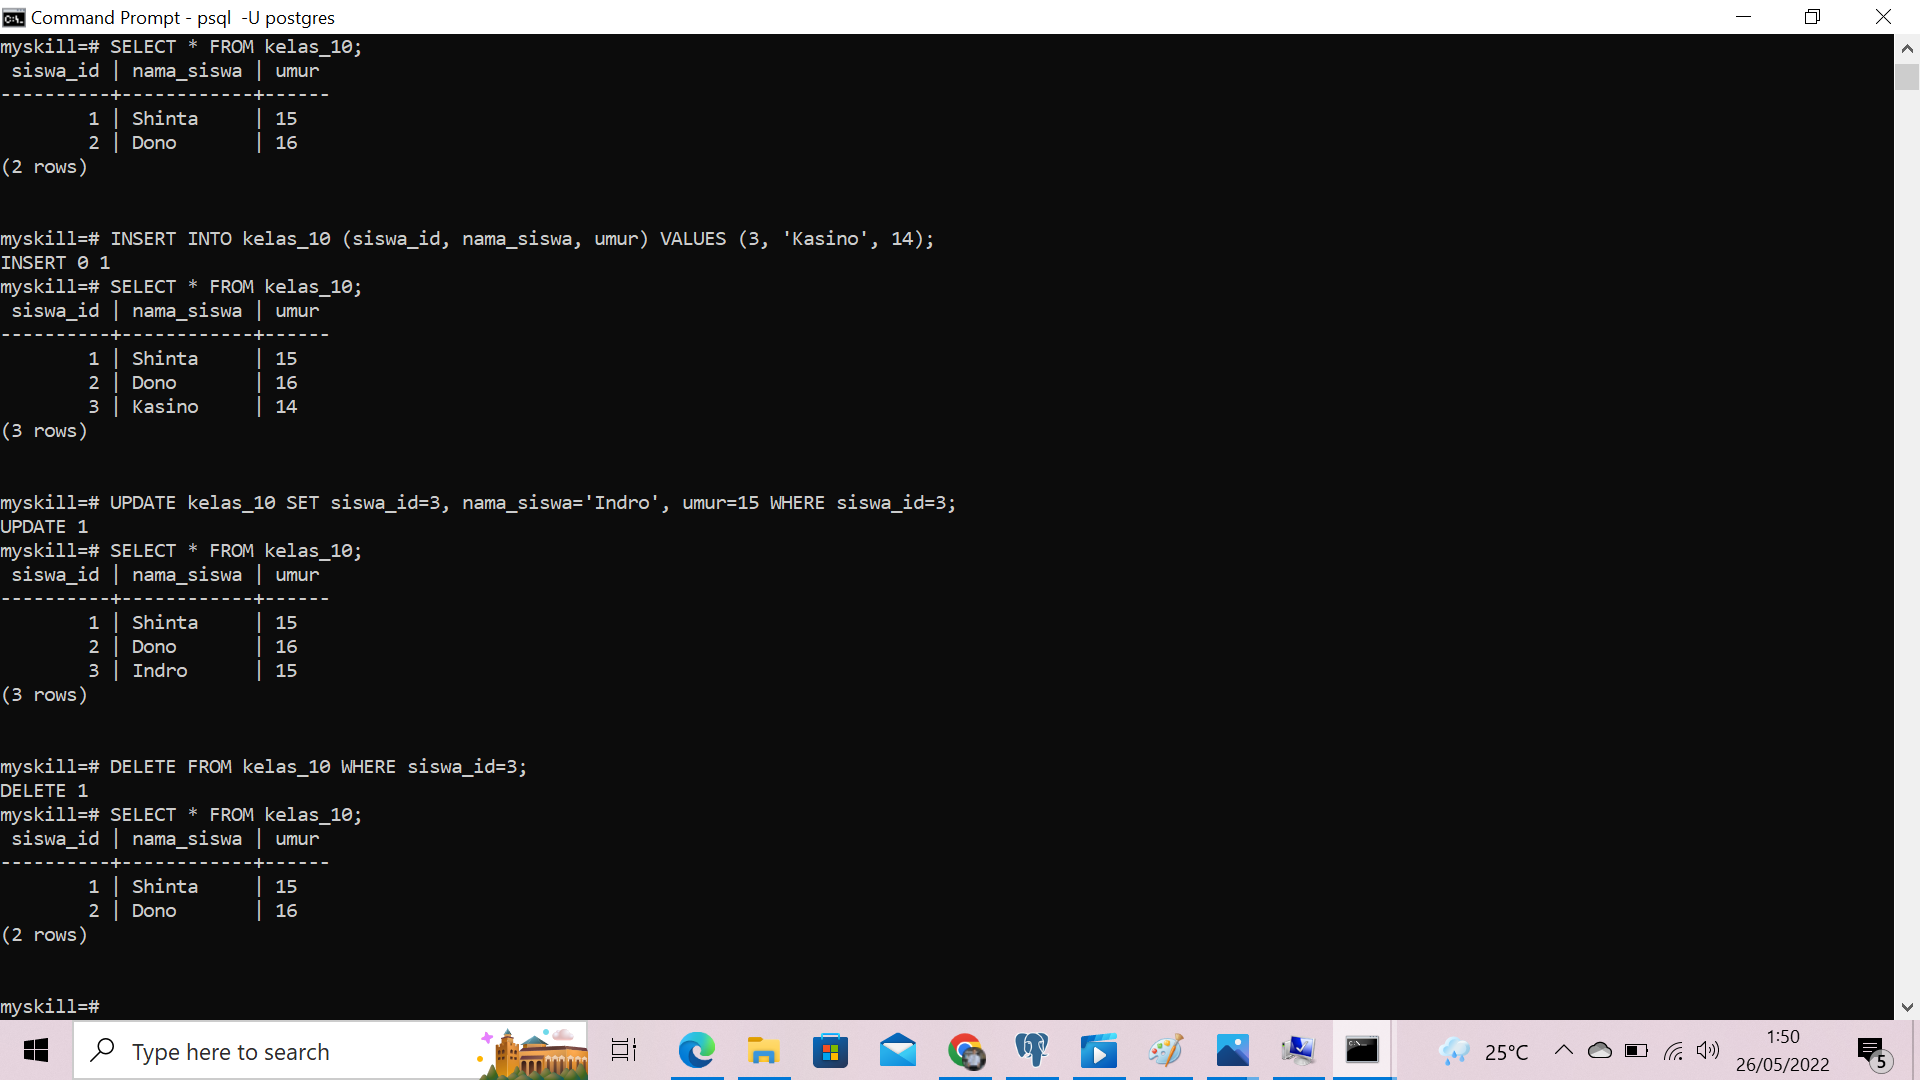 Command Prompt - psql  -U postgres
myskill=# SELECT * FROM kelas_10;
 siswa_id | nama_siswa | umur
----------+------------+------
        1 | Shinta     | 15
        2 | Dono       | 16
(2 rows)
myskill=# INSERT INTO kelas_10 (siswa_id, nama_siswa, umur) VALUES (3, 'Kasino', 14);
INSERT 0 1
myskill=# SELECT * FROM kelas_10;
 siswa_id | nama_siswa | umur
----------+------------+------
        1 | Shinta     | 15
        2 | Dono       | 16
        3 | Kasino     | 14
(3 rows)
myskill=# UPDATE kelas_10 SET siswa_id=3, nama_siswa='Indro', umur=15 WHERE siswa_id=3;
UPDATE 1
myskill=# SELECT * FROM kelas_10;
 siswa_id | nama_siswa | umur
----------+------------+------
        1 | Shinta     | 15
        2 | Dono       | 16
        3 | Indro      | 15
(3 rows)
myskill=# DELETE FROM kelas_10 WHERE siswa_id=3;
DELETE 1
myskill=# SELECT * FROM kelas_10;
 siswa_id | nama_siswa | umur
----------+------------+------
        1 | Shinta     | 15
        2 | Dono       | 16
(2 rows)
myskill=#
Type here to search
25°C
1:50
26/05/2022
5